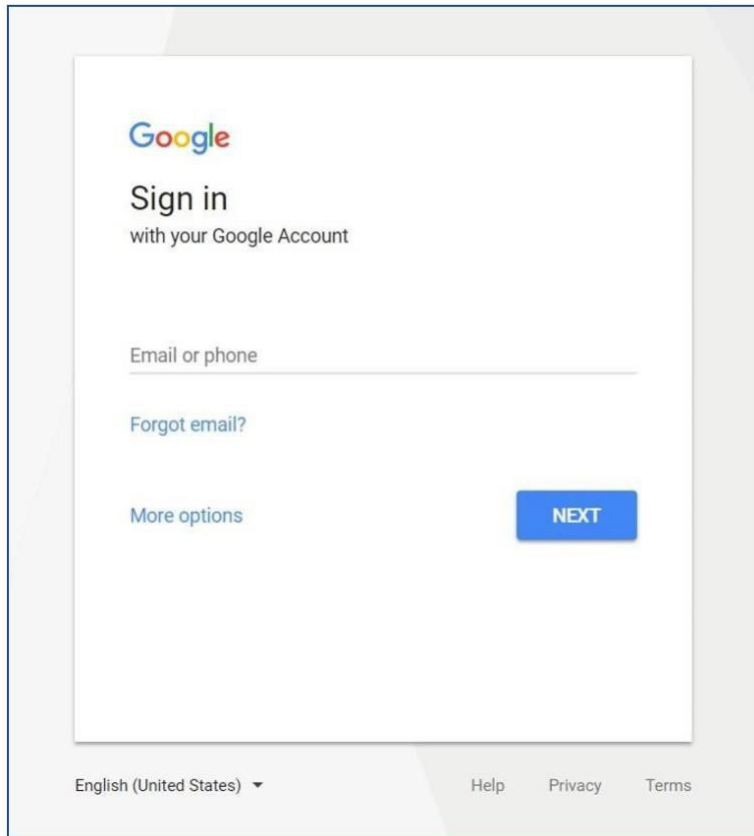 Google
Sign in
with your Google Account
Email or phone
Forgot email?
More options
NEXT
English (United States)
Help Privacy Terms